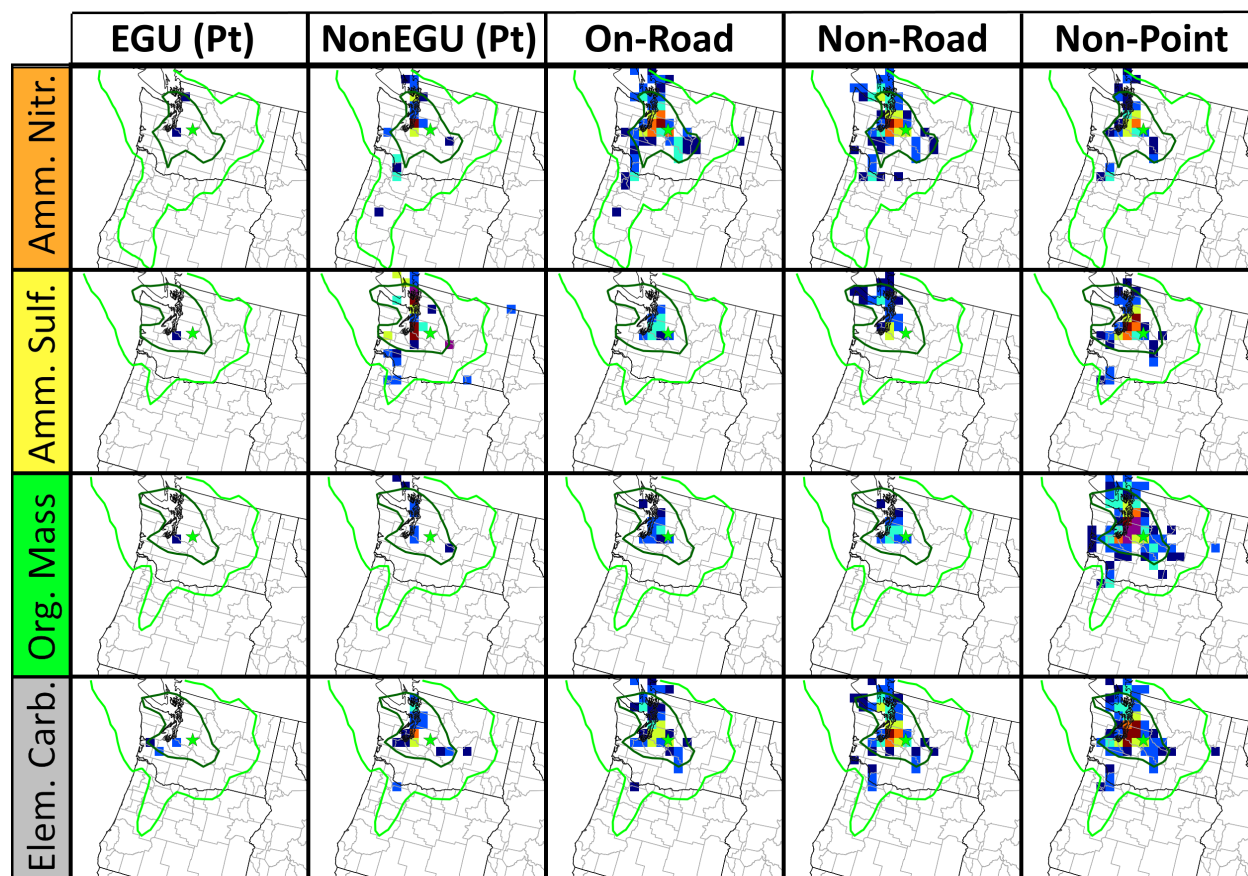 EGU (Pt) NonEGU (Pt) On-Road Non-Road Non-Point
Amm. Nitr.
Amm. Sulf.
Org. Mass
Elem. Carb.